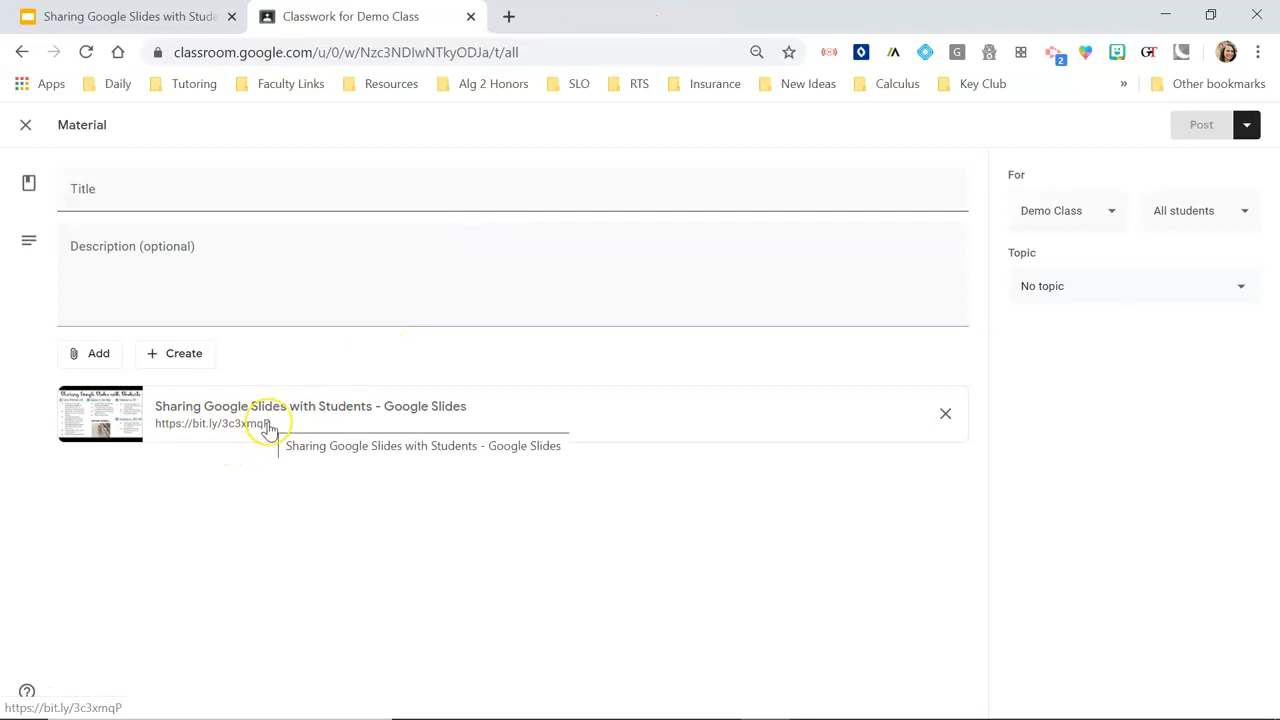 Sharing Google Slides with Stude
Classwork for Demo Class
classroom.google.com/u/0/w/Nzc3NDIwNTkyODJa/t/all
Apps Daily Tutoring Faculty Links Resources Alg 2 Honors SLO RTS Insurance New Ideas Calculus Key Club » Other bookmarks
Material
Post
Title
Description (optional)
Add
Create
Sharing Google Slides with Students - Google Slides
https://bit.ly/3c3xmqP
Sharing Google Slides with Students - Google Slides
For
Demo Class
All students
Topic
No topic
https://bit.ly/3c3xmqP